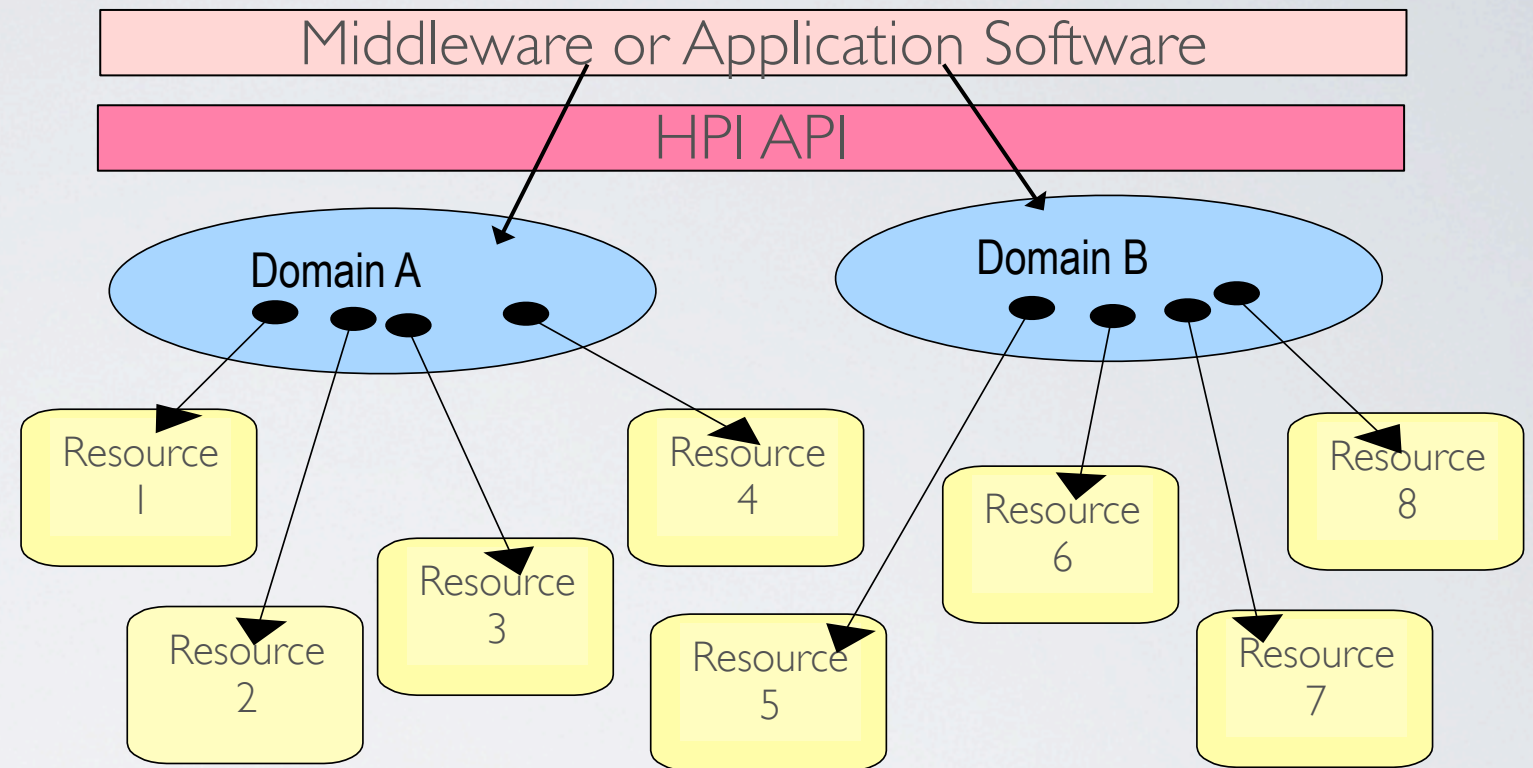 Middleware or Application Software
HPI API
Domain A
Domain B
Resource
1
Resource
2
Resource
3
Resource
4
Resource
5
Resource
6
Resource
7
Resource
8